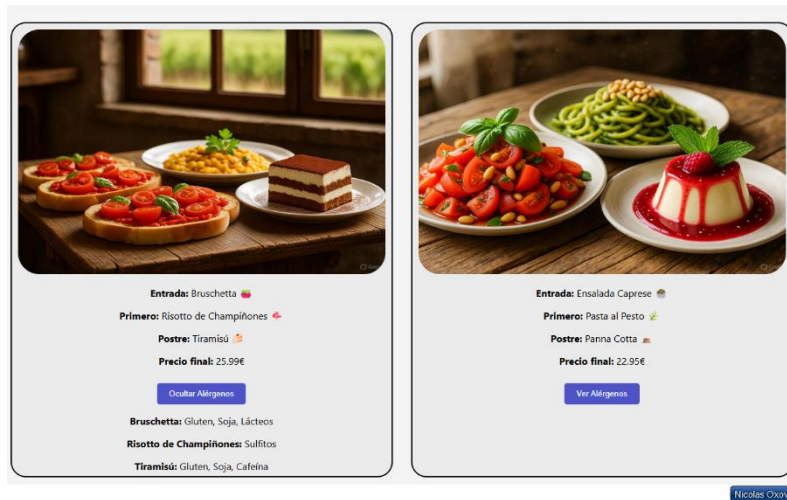 Entrada: Bruschetta
Primero: Risotto de Champiñones
Postre: Tiramisú
Precio final: 25.99€
Ocultar Alérgenos
Bruschetta: Gluten, Soja, Lácteos
Risotto de Champiñones: Sulfitos
Tiramisú: Gluten, Soja, Cafeína
Entrada: Ensalada Caprese
Primero: Pasta al Pesto
Postre: Panna Cotta
Precio final: 22.95€
Ver Alérgenos
Nicolas